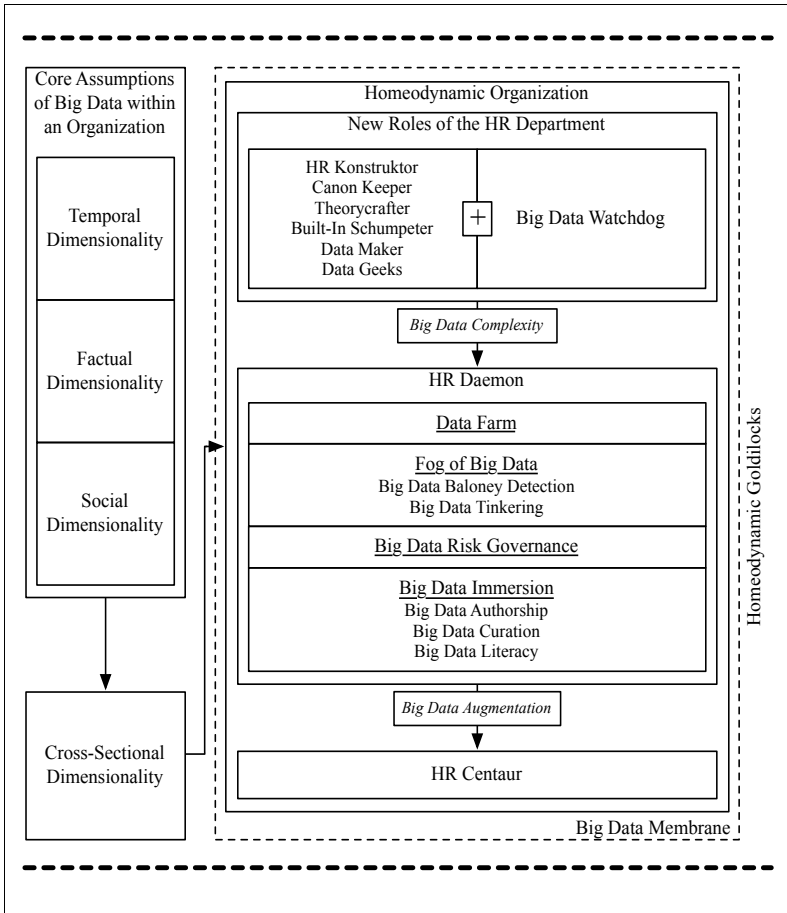 Core Assumptions
of Big Data within
an Organization
Temporal
Dimensionality
Factual
Dimensionality
Social
Dimensionality
Cross-Sectional
Dimensionality
Homeodynamic Organization
New Roles of the HR Department
HR Konstruktor
Canon Keeper
Theorycrafter
Built-In Schumpeter
Data Maker
Data Geeks
+
Big Data Watchdog
Big Data Complexity
HR Daemon
Data Farm
Fog of Big Data
Big Data Baloney Detection
Big Data Tinkering
Big Data Risk Governance
Big Data Immersion
Big Data Authorship
Big Data Curation
Big Data Literacy
Big Data Augmentation
HR Centaur
Big Data Membrane
Homeodynamic Goldilocks